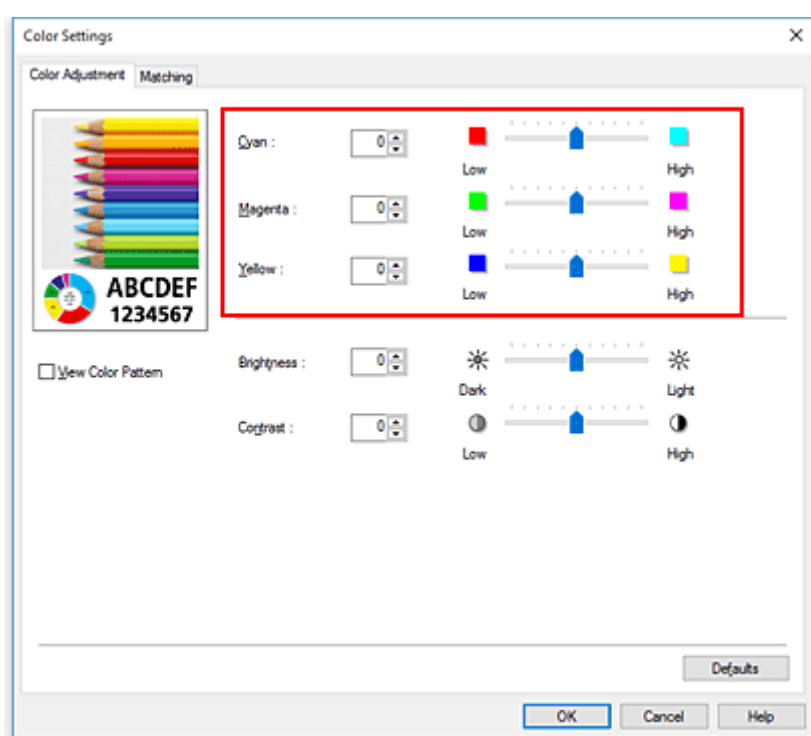 Color Settings
Color Adjustment Matching
Cyan : 0
Low High
Magenta : 0
Low High
Yellow : 0
Low High
ABCDEF
1234567
View Color Pattern
Brightness : 0
Dark Light
Contrast : 0
Low High
Defaults
OK Cancel Help